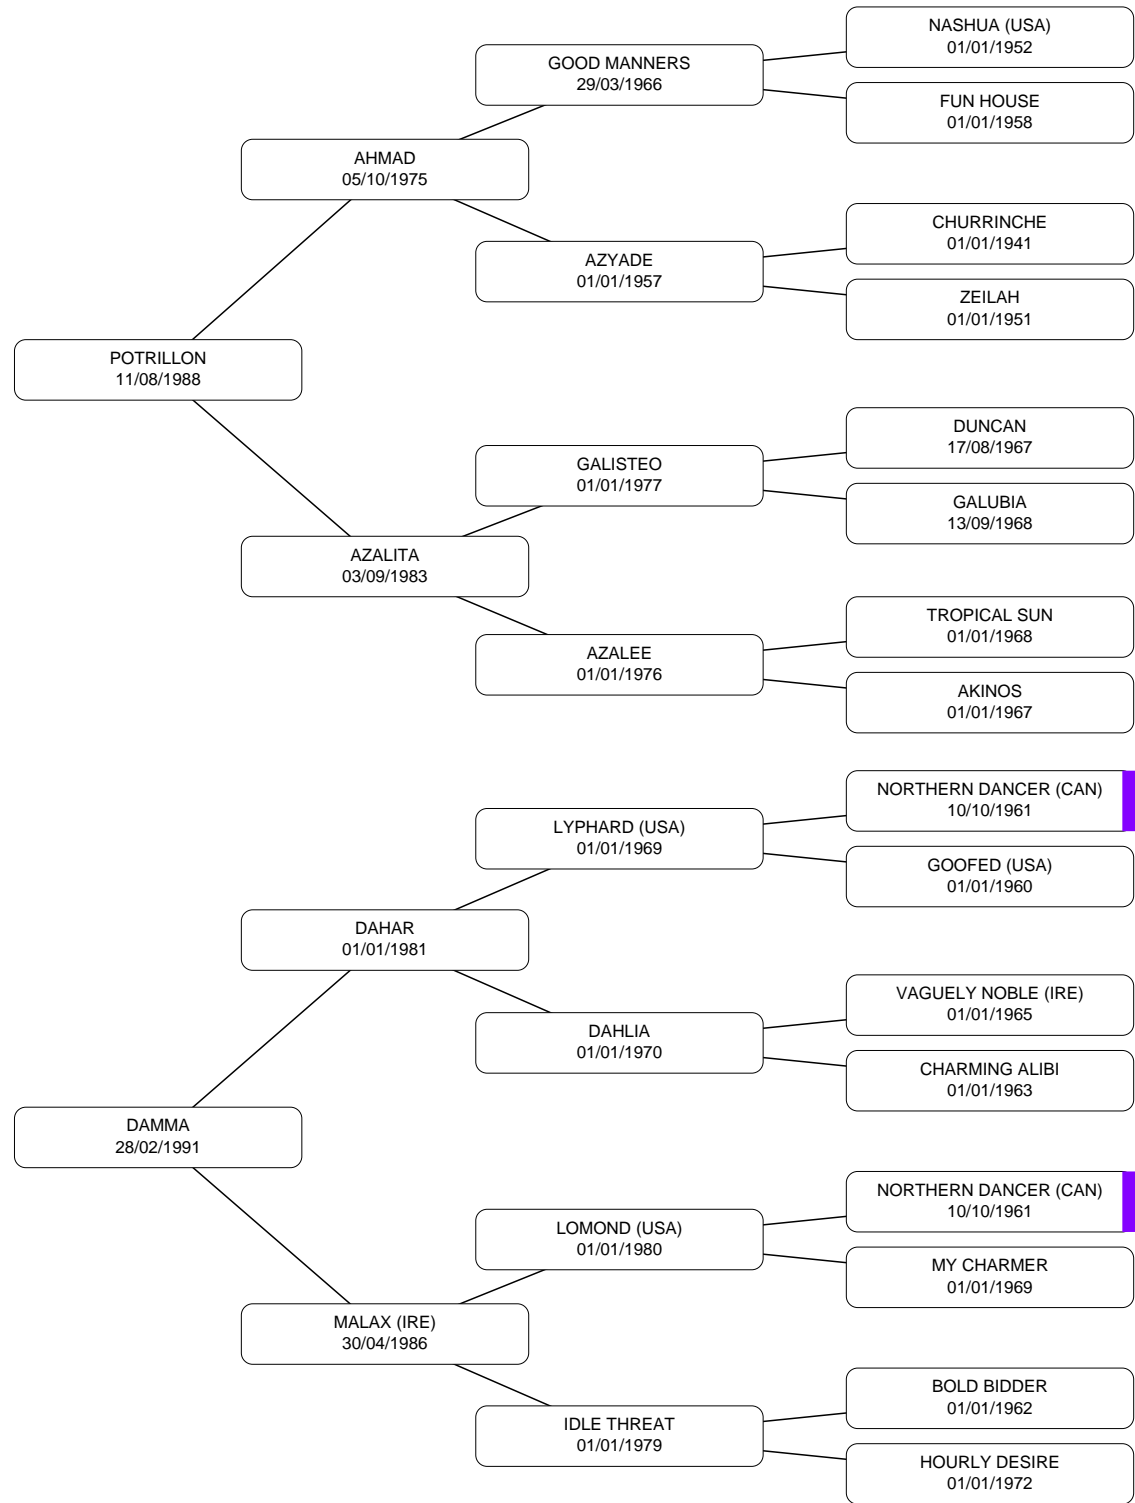 NASHUA (USA)
01/01/1952
GOOD MANNERS
29/03/1966
FUN HOUSE
01/01/1958
AHMAD
05/10/1975
CHURRINCHE
01/01/1941
AZYADE
01/01/1957
ZEILAH
01/01/1951
POTRILLON
11/08/1988
DUNCAN
17/08/1967
GALISTEO
01/01/1977
GALUBIA
13/09/1968
AZALITA
03/09/1983
TROPICAL SUN
01/01/1968
AZALEE
01/01/1976
AKINOS
01/01/1967
NORTHERN DANCER (CAN)
10/10/1961
LYPHARD (USA)
01/01/1969
GOOFED (USA)
01/01/1960
DAHAR
01/01/1981
VAGUELY NOBLE (IRE)
01/01/1965
DAHLIA
01/01/1970
CHARMING ALIBI
01/01/1963
DAMMA
28/02/1991
NORTHERN DANCER (CAN)
10/10/1961
LOMOND (USA)
01/01/1980
MY CHARMER
01/01/1969
MALAX (IRE)
30/04/1986
BOLD BIDDER
01/01/1962
IDLE THREAT
01/01/1979
HOURLY DESIRE
01/01/1972